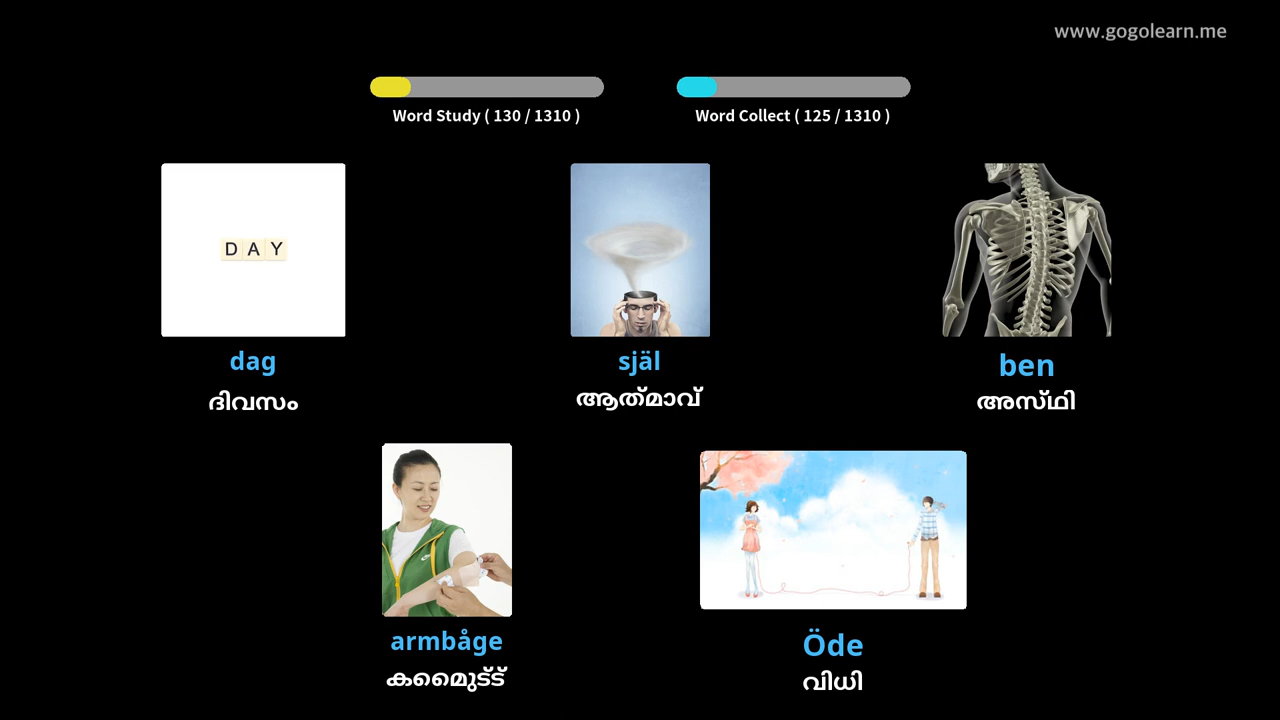 www.gogolearn.me
Word Study ( 130 / 1310 )
Word Collect ( 125 / 1310 )
D A Y
dag
själ
ben
ദിവസം
ആത്മാവ്
അസ്ഥി
armbåge
Öde
കൈമുട്ട്
വിധി